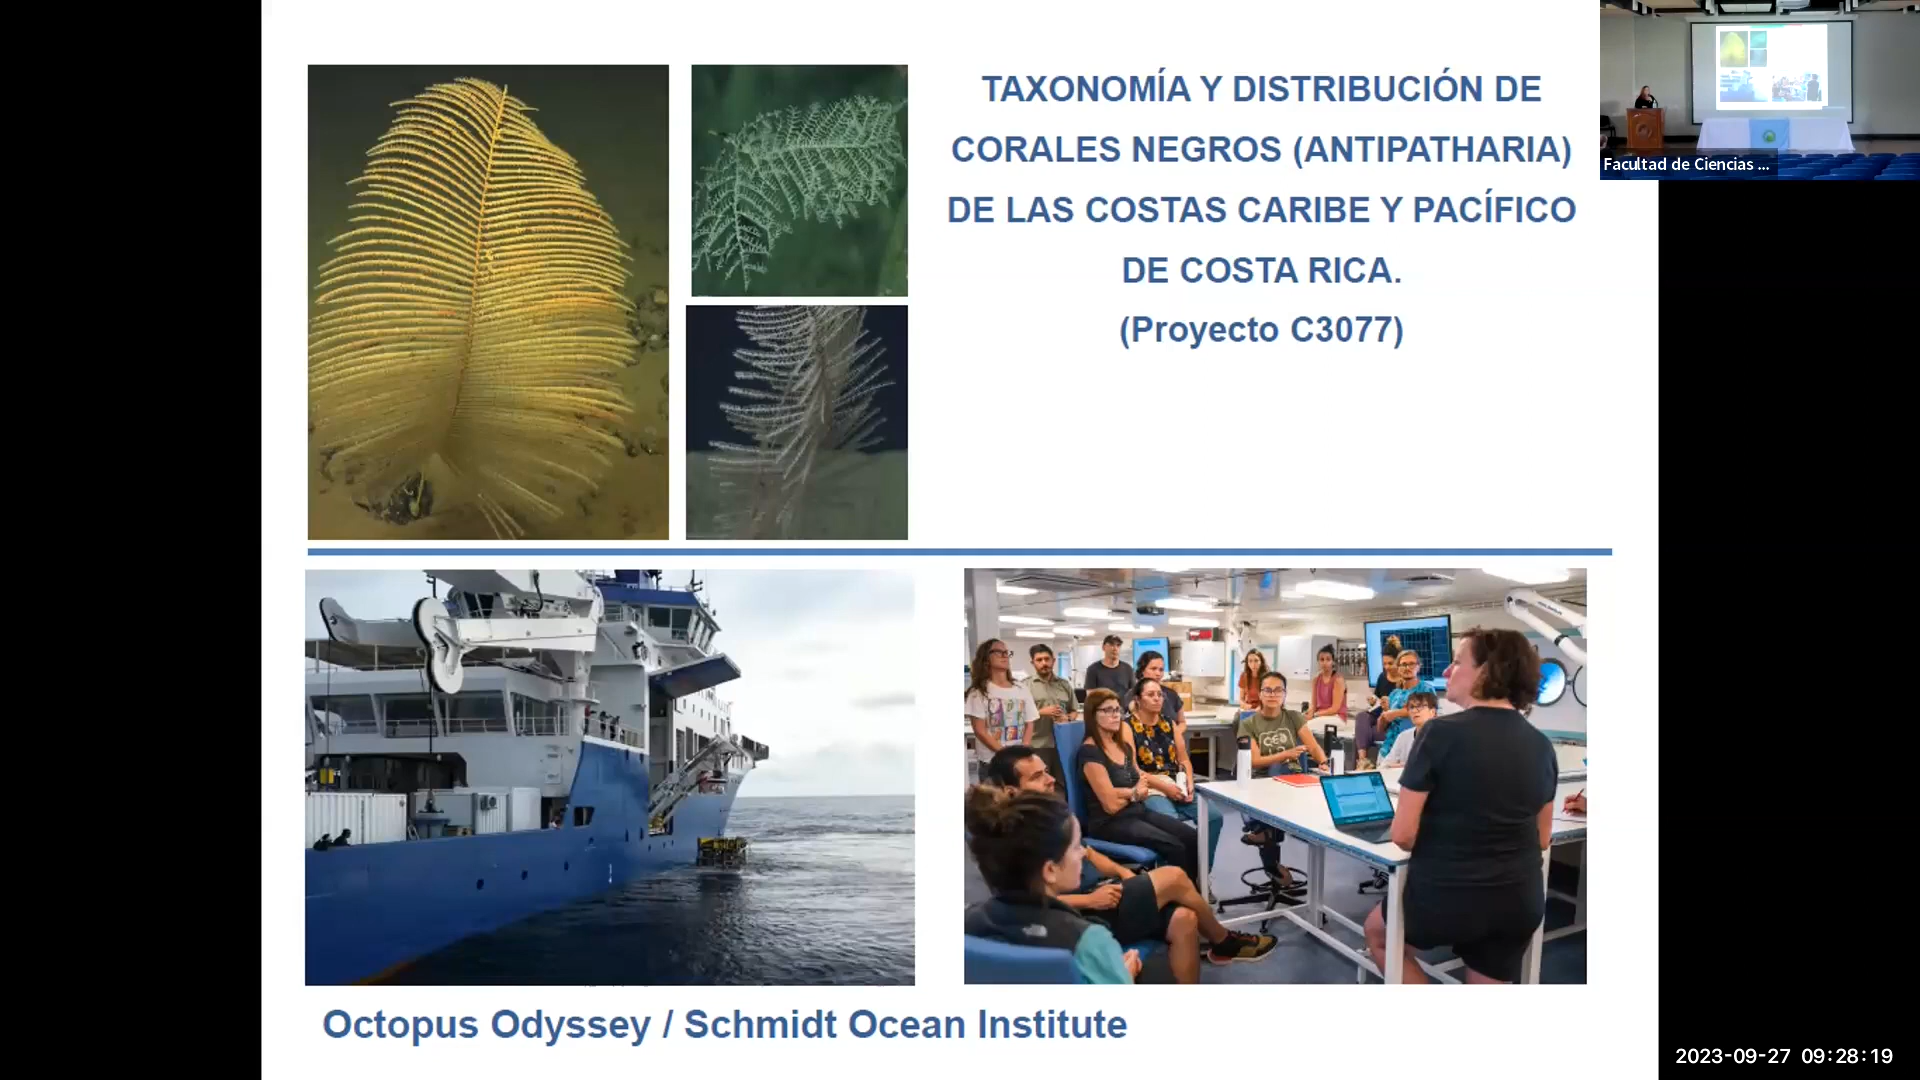 TAXONOMÍA Y DISTRIBUCIÓN DE
CORALES NEGROS (ANTIPATHARIA)
DE LAS COSTAS CARIBE Y PACÍFICO
DE COSTA RICA.
(Proyecto C3077)
Facultad de Ciencias ...
Octopus Odyssey / Schmidt Ocean Institute
2023-09-27 09:28:19